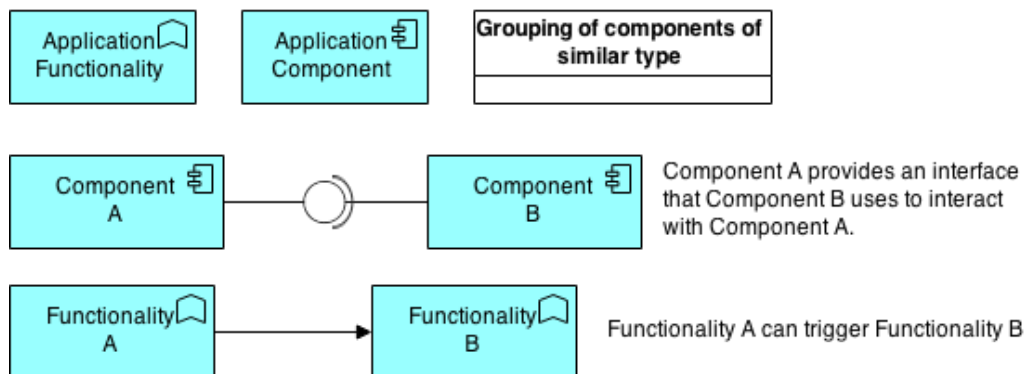 Application
Functionality
Application
Component
Grouping of components of
similar type
Component
A
Component
B
Component A provides an interface
that Component B uses to interact
with Component A.
Functionality
A
Functionality
B
Functionality A can trigger Functionality B